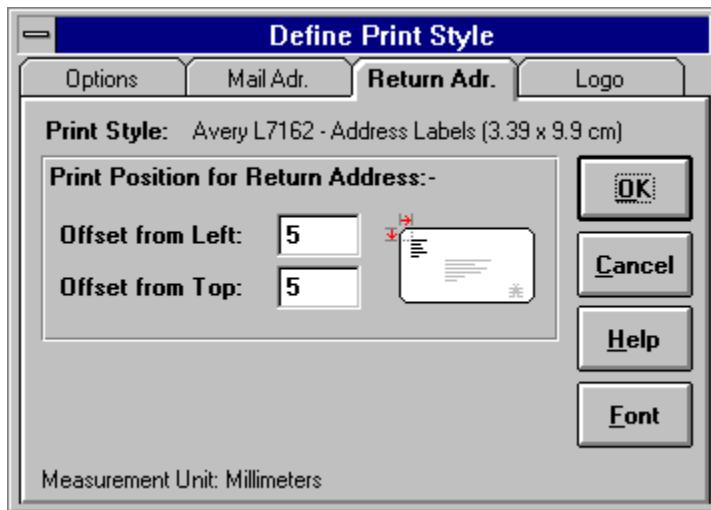 Define Print Style
Options Mail Adr. Return Adr. Logo
Print Style: Avery L7162 - Address Labels (3.39 x 9.9 cm)
Print Position for Return Address:-
Offset from Left: 5
Offset from Top: 5
OK
Cancel
Help
Font
Measurement Unit: Millimeters